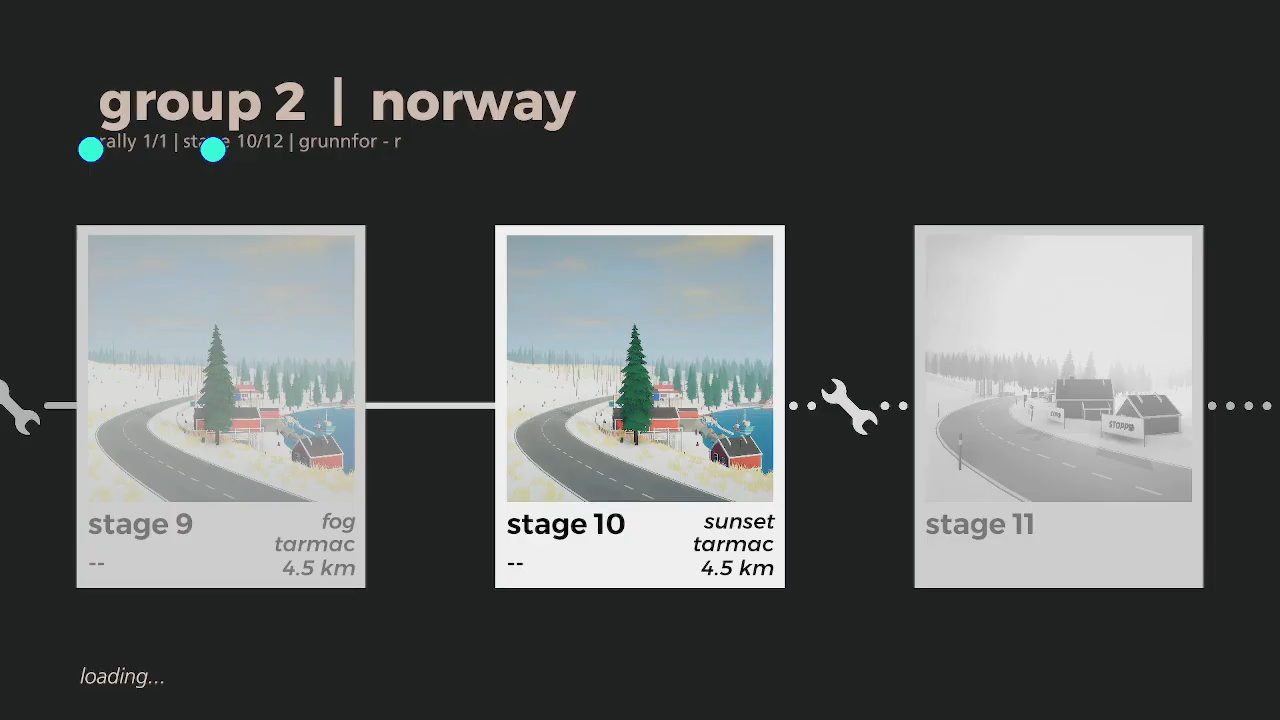 group 2 | norway
rally 1/1 | stage 10/12 | grunnfor - r
stage 9
fog
tarmac
--
4.5 km
stage 10
sunset
tarmac
--
4.5 km
STOPP
stage 11
loading...